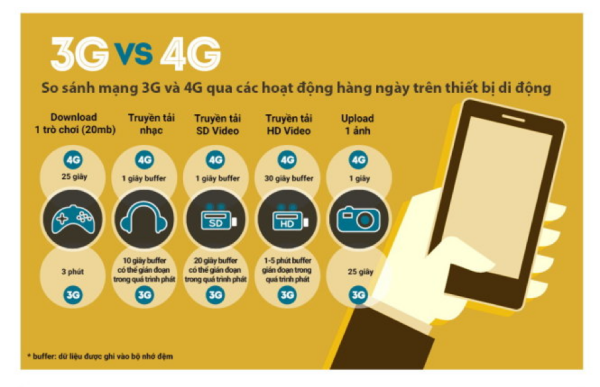 3G vs 4G
So sánh mạng 3G và 4G qua các hoạt động hàng ngày trên thiết bị di động
Download
1 trò chơi (20mb)
Truyền tải
nhạc
Truyền tải
SD Video
Truyền tải
HD Video
Upload
1 ảnh
4G
4G
4G
4G
4G
25 giây
1 giây buffer
1 giây buffer
30 giây buffer
1 giây
SD
HD
3 phút
10 giây buffer
có thể gián đoạn
trong quá trình phát
20 giây buffer
có thể gián đoạn
trong quá trình phát
1-5 phút buffer
gián đoạn trong
quá trình phát
25 giây
3G
3G
3G
3G
3G
* buffer: dữ liệu được ghi vào bộ nhớ đệm